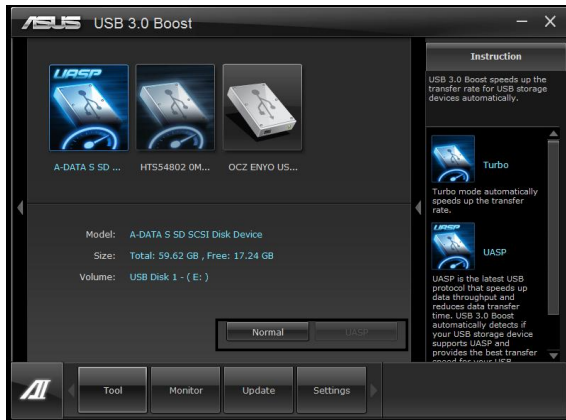 ASUS USB 3.0 Boost
Instruction
USB 3.0 Boost speeds up the
transfer rate for USB storage
devices automatically.
UASP
A-DATA S SD ...
HTS54802 0M...
OCZ ENYO US...
Turbo
Turbo mode automatically
speeds up the transfer
rate.
Model: A-DATA S SD SCSI Disk Device
Size: Total: 59.62 GB , Free: 17.24 GB
Volume: USB Disk 1 - ( E: )
UASP
UASP
UASP is the latest USB
protocol that speeds up
data throughput and
reduces data transfer
time. USB 3.0 Boost
automatically detects if
your USB storage device
supports UASP and
provides the best transfer
speed for your USB
Normal
UASP
Tool
Monitor
Update
Settings